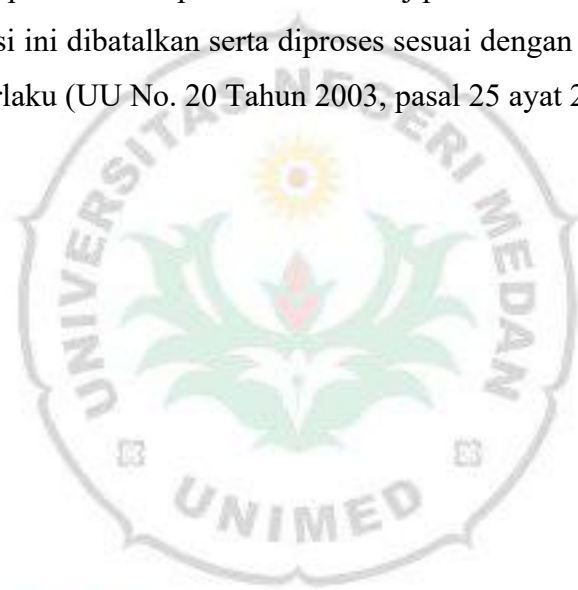 si ini dibatalkan serta diproses sesuai dengan
rlaku (UU No. 20 Tahun 2003, pasal 25 ayat 2
UNIVERSITAS NEGERI MEDAN
UNIMED